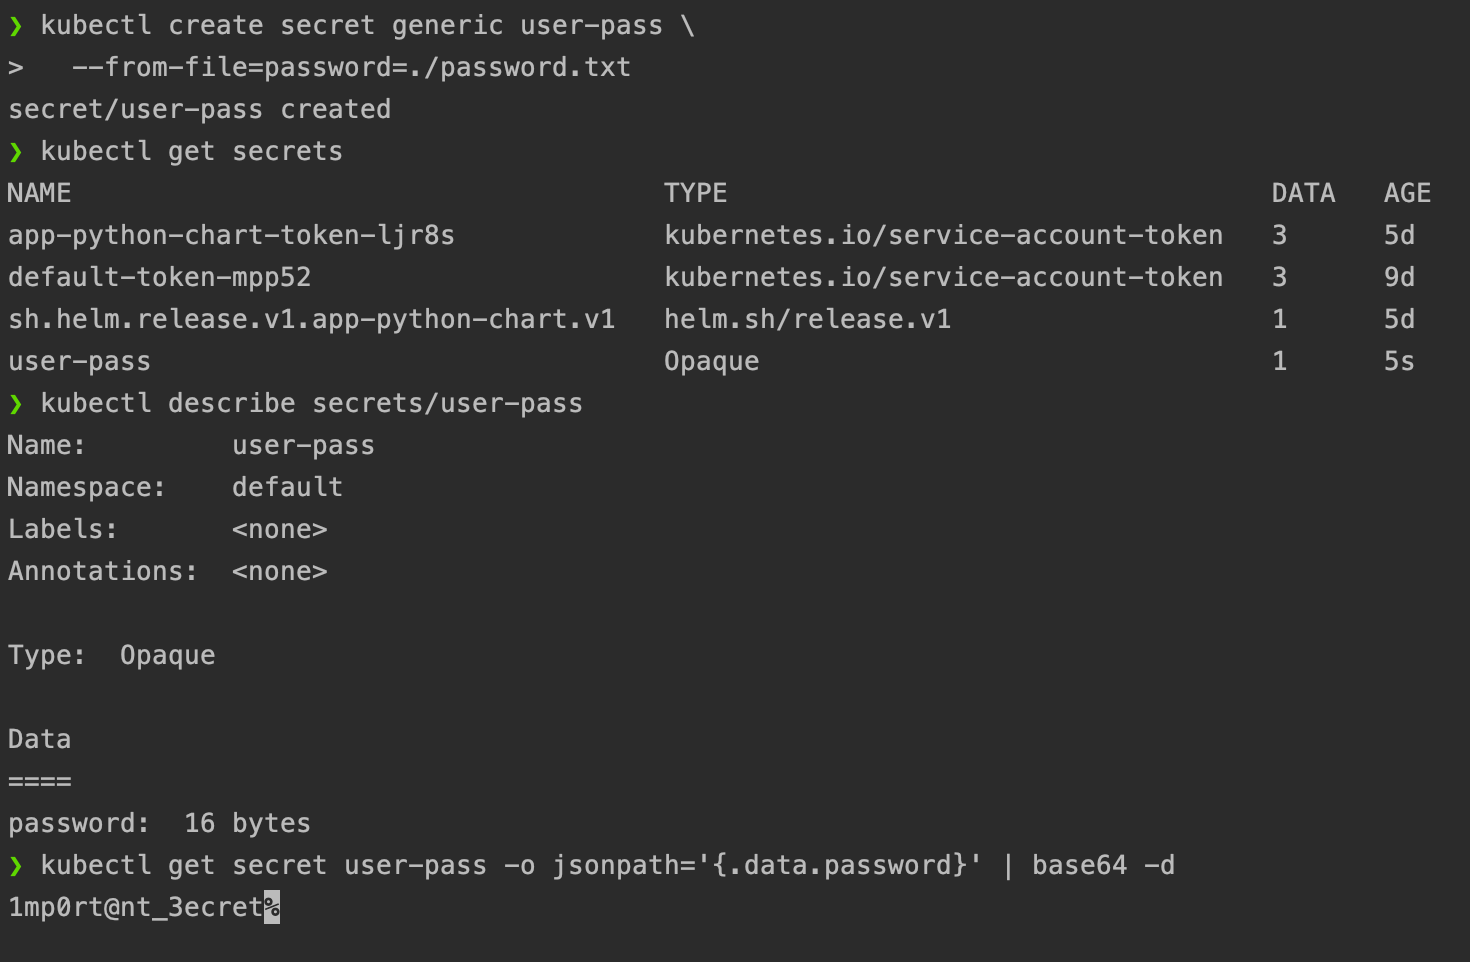 ❯ kubectl create secret generic user-pass \
>   --from-file=password=./password.txt
secret/user-pass created
❯ kubectl get secrets
NAME                                     TYPE                                  DATA   AGE
app-python-chart-token-ljr8s             kubernetes.io/service-account-token   3      5d
default-token-mpp52                      kubernetes.io/service-account-token   3      9d
sh.helm.release.v1.app-python-chart.v1   helm.sh/release.v1                    1      5d
user-pass                                Opaque                                1      5s
❯ kubectl describe secrets/user-pass
Name:         user-pass
Namespace:    default
Labels:       <none>
Annotations:  <none>

Type:  Opaque

Data
====
password:  16 bytes
❯ kubectl get secret user-pass -o jsonpath='{.data.password}' | base64 -d
1mp0rt@nt_3ecret%